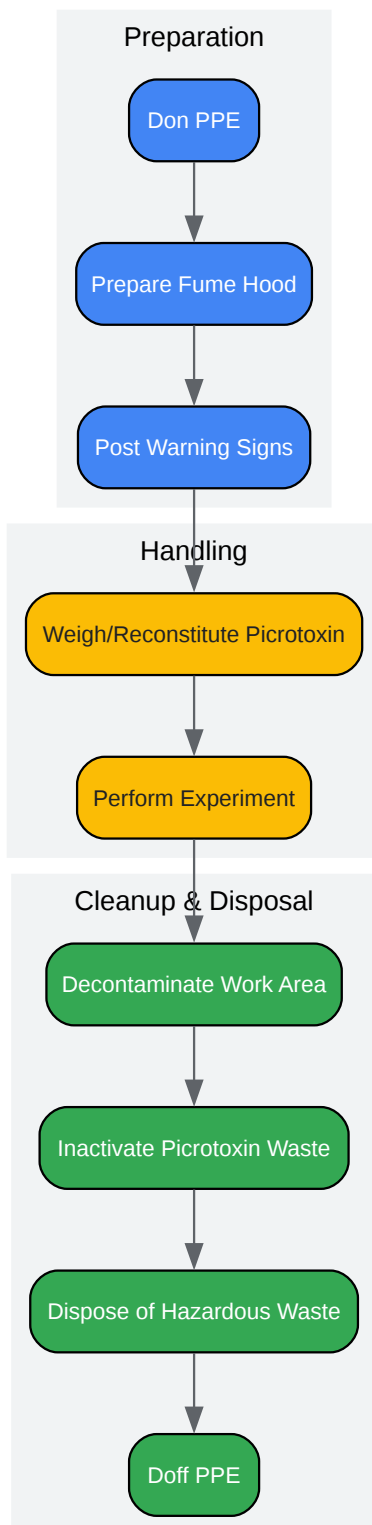 Preparation
Don PPE
Prepare Fume Hood
Post Warning Signs
Handling
Weigh/Reconstitute Picrotoxin
Perform Experiment
Cleanup & Disposal
Decontaminate Work Area
Inactivate Picrotoxin Waste
Dispose of Hazardous Waste
Doff PPE